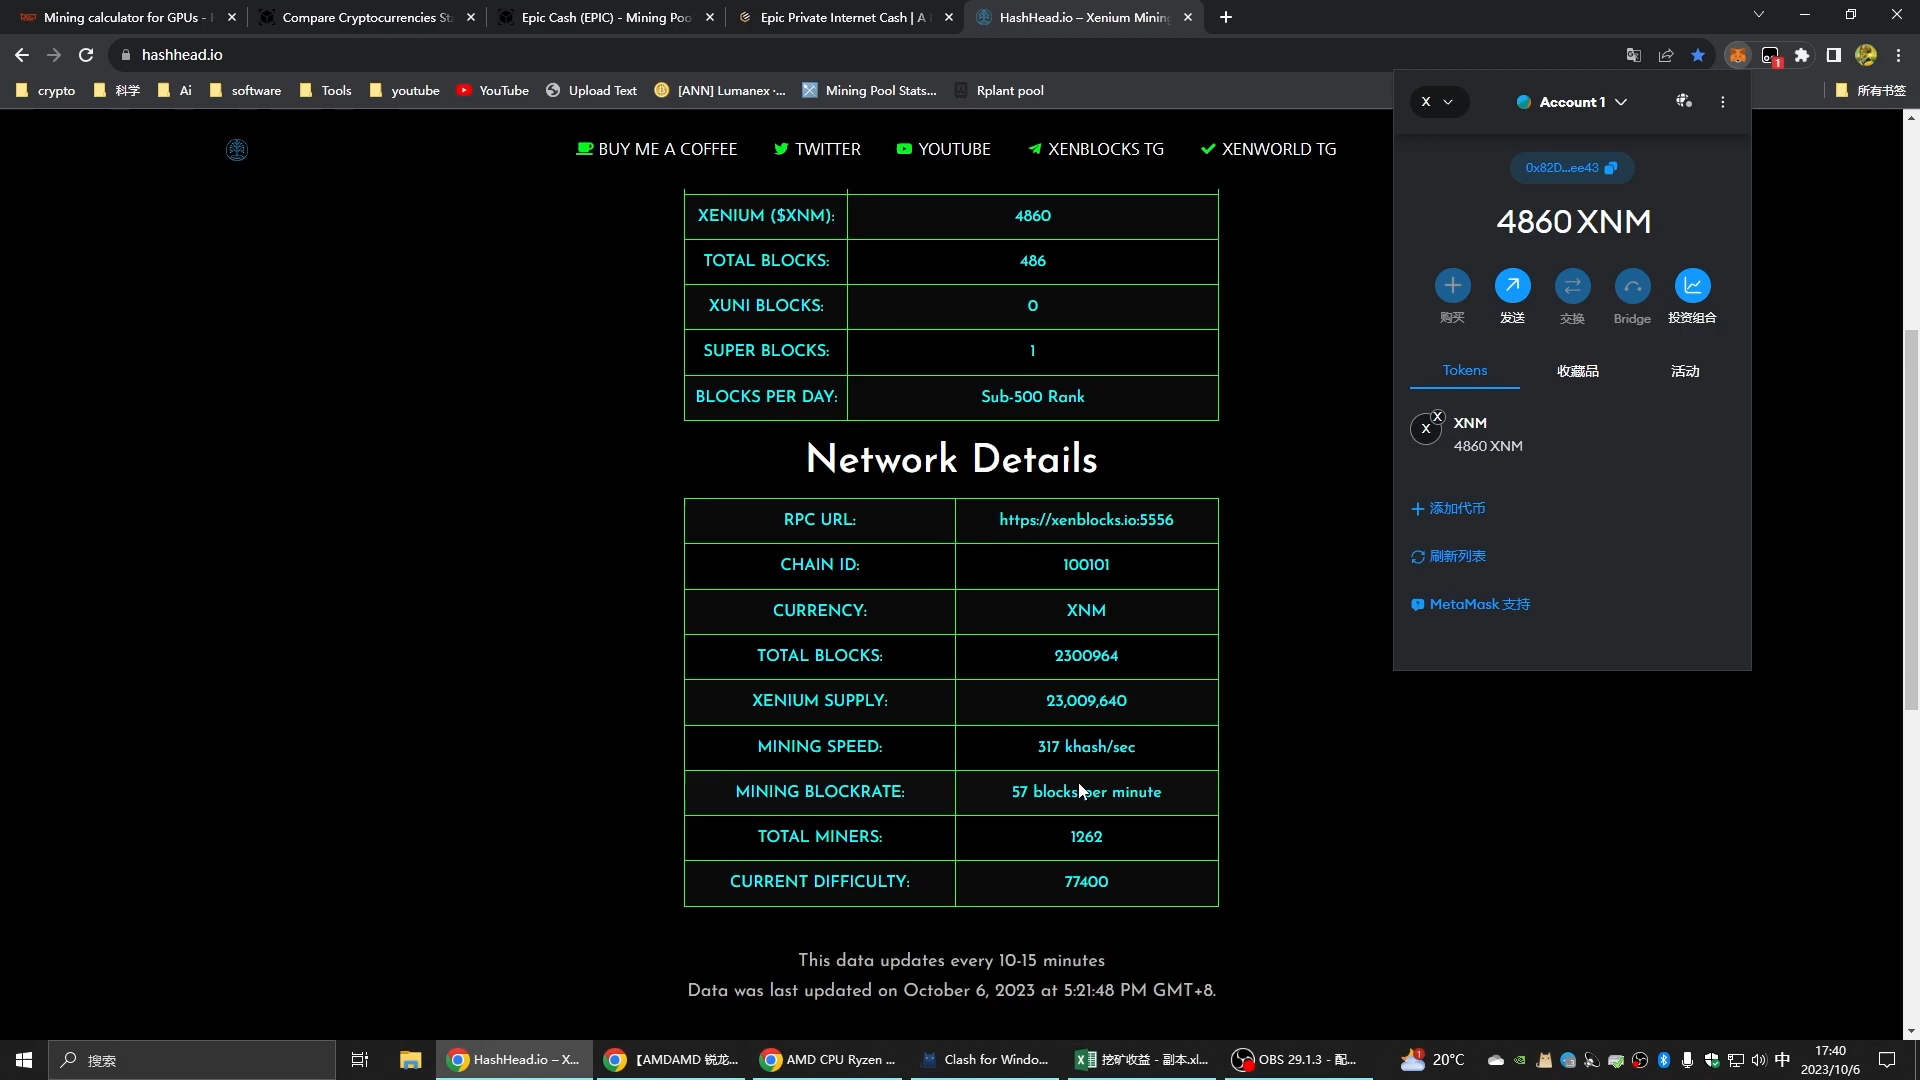 Mining calculator for GPUs -
Compare Cryptocurrencies St
Epic Cash (EPIC) - Mining Poo
Epic Private Internet Cash | A
HashHead.io – Xenium Mining
hashhead.io
1
crypto
科学
Ai
software
Tools
youtube
YouTube
Upload Text
[ANN] Lumanex -...
Mining Pool Stats...
Rplant pool
所有书签
BUY ME A COFFEE
TWITTER
YOUTUBE
XENBLOCKS TG
XENWORLD TG
XENIUM ($XNM): 4860
TOTAL BLOCKS: 486
XUNI BLOCKS: 0
SUPER BLOCKS: 1
BLOCKS PER DAY: Sub-500 Rank
Network Details
RPC URL: https://xenblocks.io:5556
CHAIN ID: 100101
CURRENCY: XNM
TOTAL BLOCKS: 2300964
XENIUM SUPPLY: 23,009,640
MINING SPEED: 317 khash/sec
MINING BLOCKRATE: 57 blocks per minute
TOTAL MINERS: 1262
CURRENT DIFFICULTY: 77400
This data updates every 10-15 minutes
Data was last updated on October 6, 2023 at 5:21:48 PM GMT+8.
X
Account 1
0x82D...ee43
4860 XNM
购买
发送
交换
Bridge
投资组合
Tokens
收藏品
活动
X
X
XNM
4860 XNM
添加代币
刷新列表
MetaMask 支持
搜索
HashHead.io – X...
【AMDAMD 锐龙...
AMD CPU Ryzen ...
Clash for Windo...
挖矿收益 - 副本.xl...
OBS 29.1.3 - 配...
1
20°C
中
17:40
2023/10/6